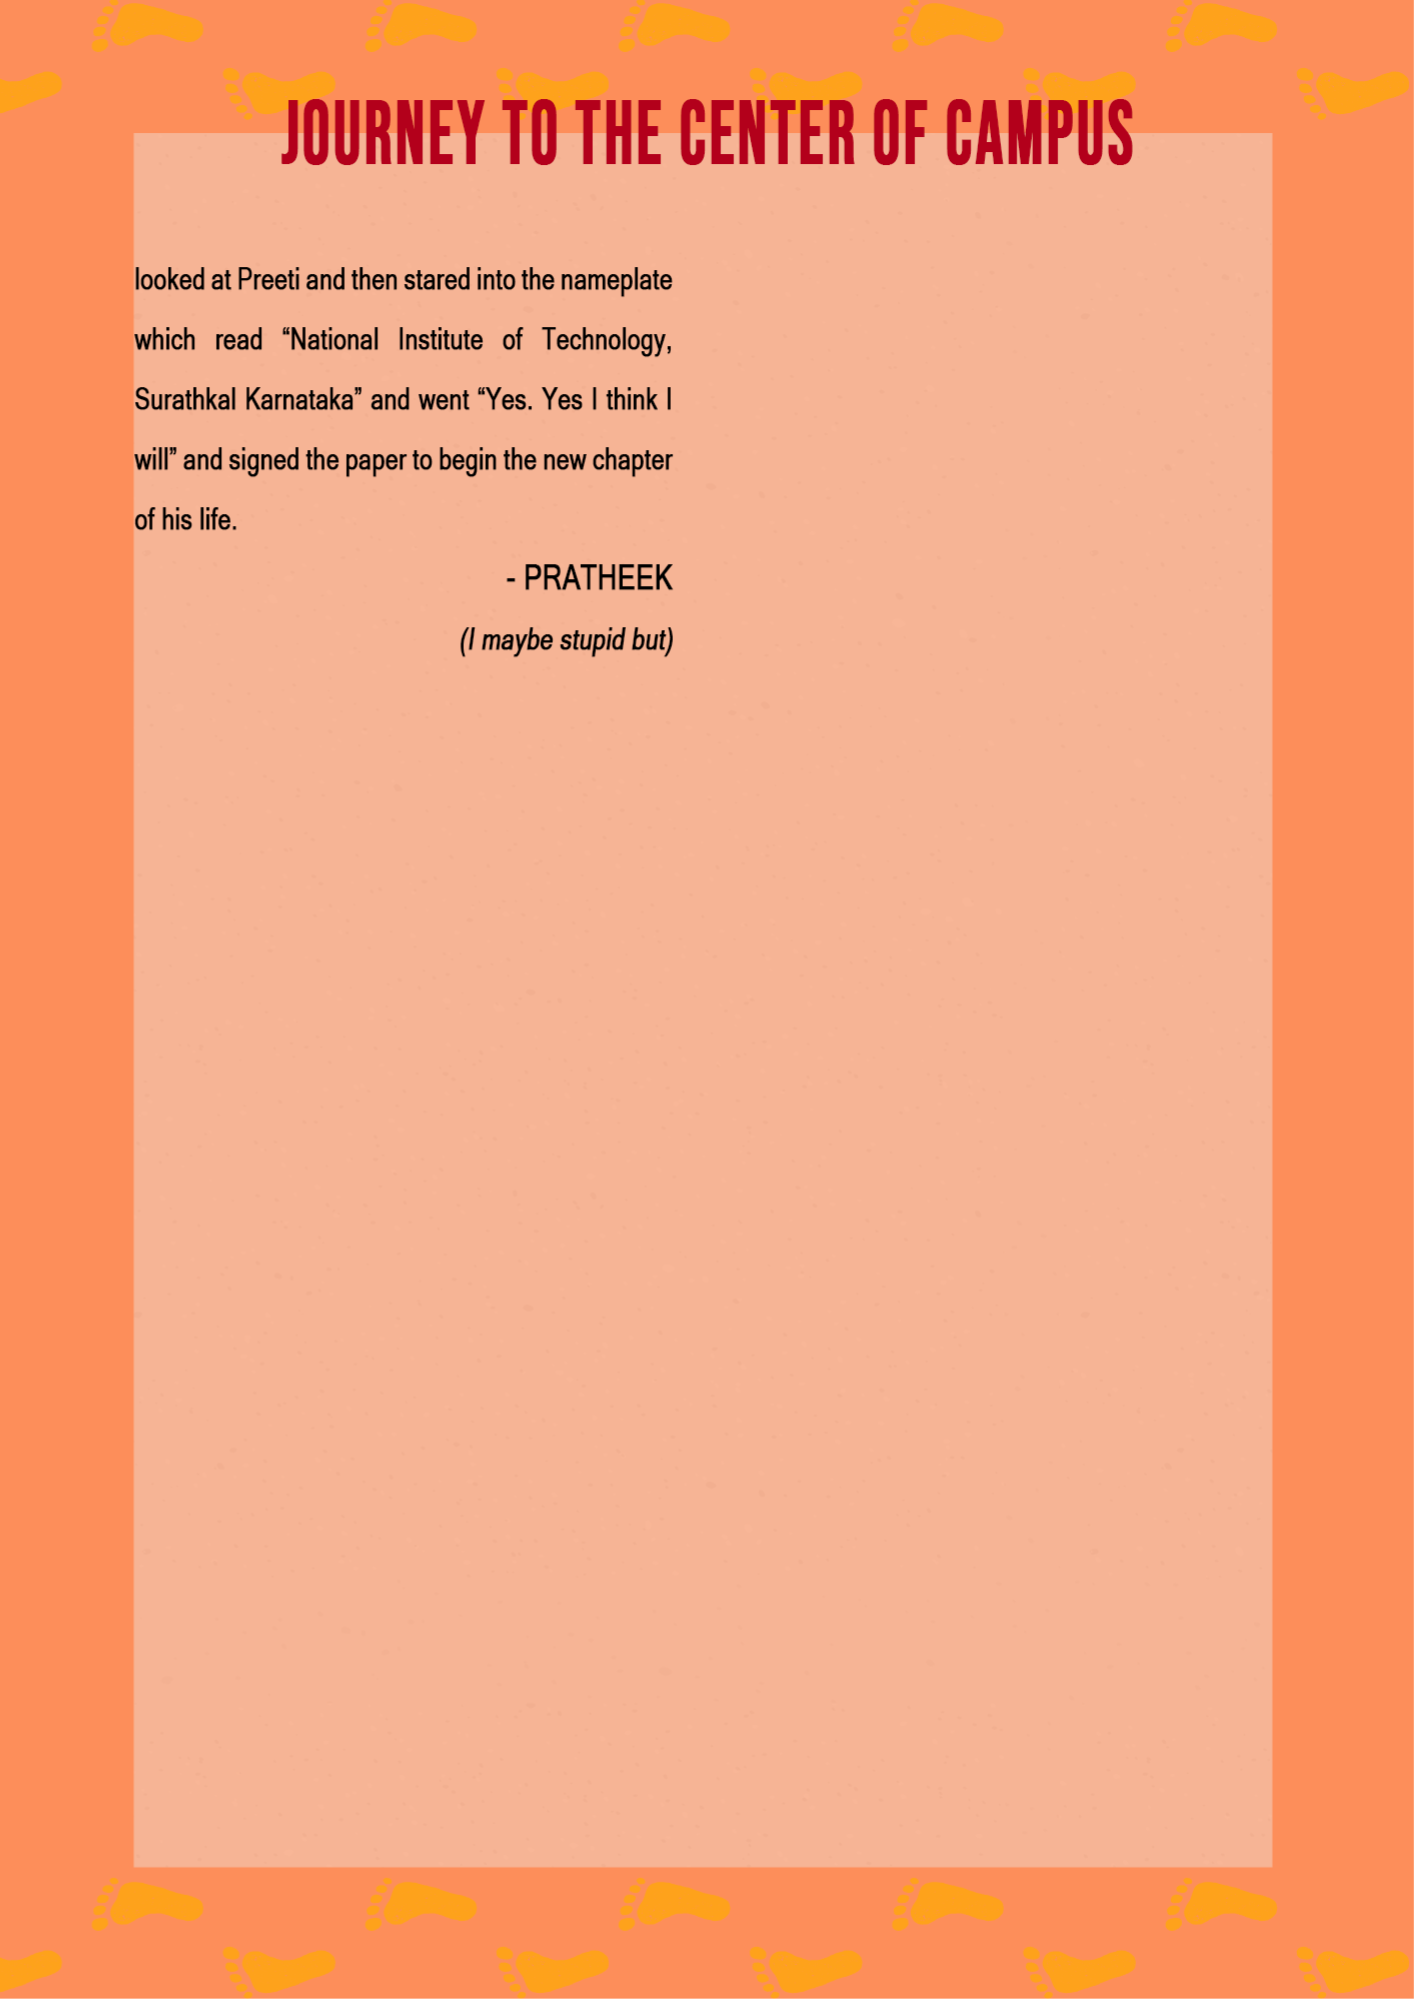 JOURNEY TO THE CENTER OF CAMPUS
looked at Preeti and then stared into the nameplate
which read “National Institute of Technology,
Surathkal Karnataka” and went “Yes. Yes I think I
will” and signed the paper to begin the new chapter
of his life.
- PRATHEEK
(I maybe stupid but)